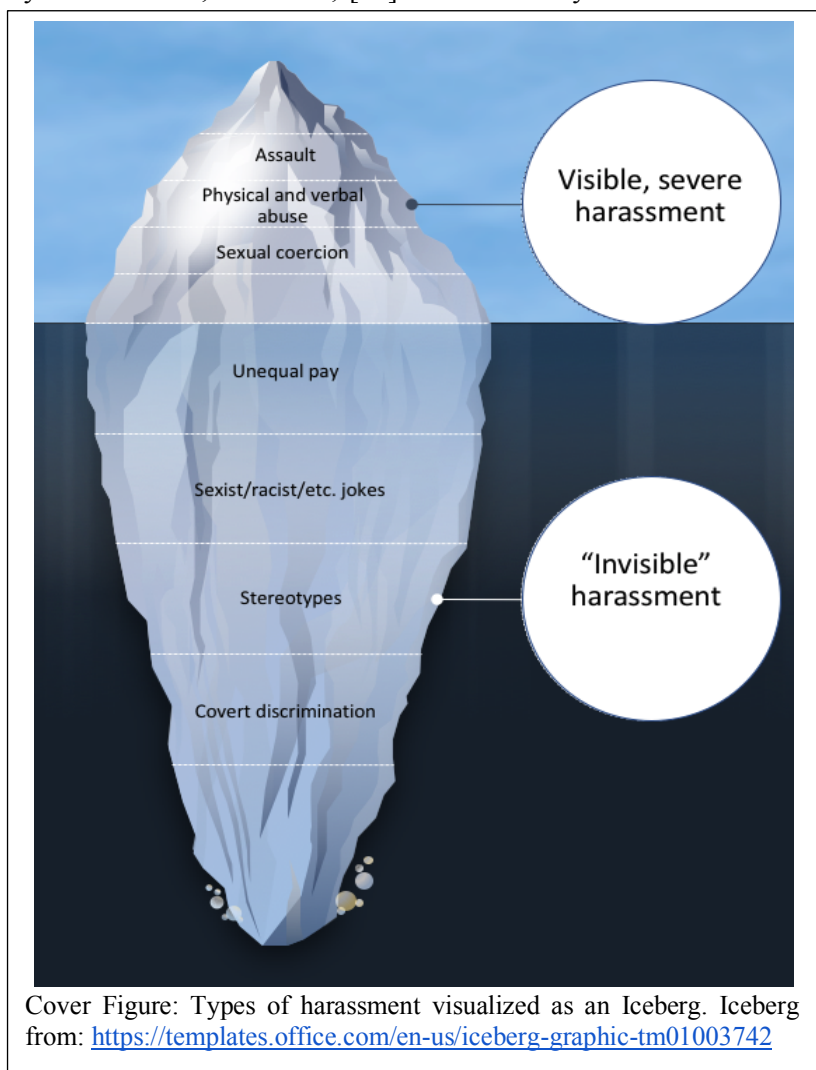 Assault
Physical and verbal
abuse
Sexual coercion
Visible, severe
harassment
Unequal pay
Sexist/racist/etc. jokes
Stereotypes
Covert discrimination
“Invisible”
harassment
Cover Figure: Types of harassment visualized as an Iceberg. Iceberg
from: https://templates.office.com/en-us/iceberg-graphic-tm01003742